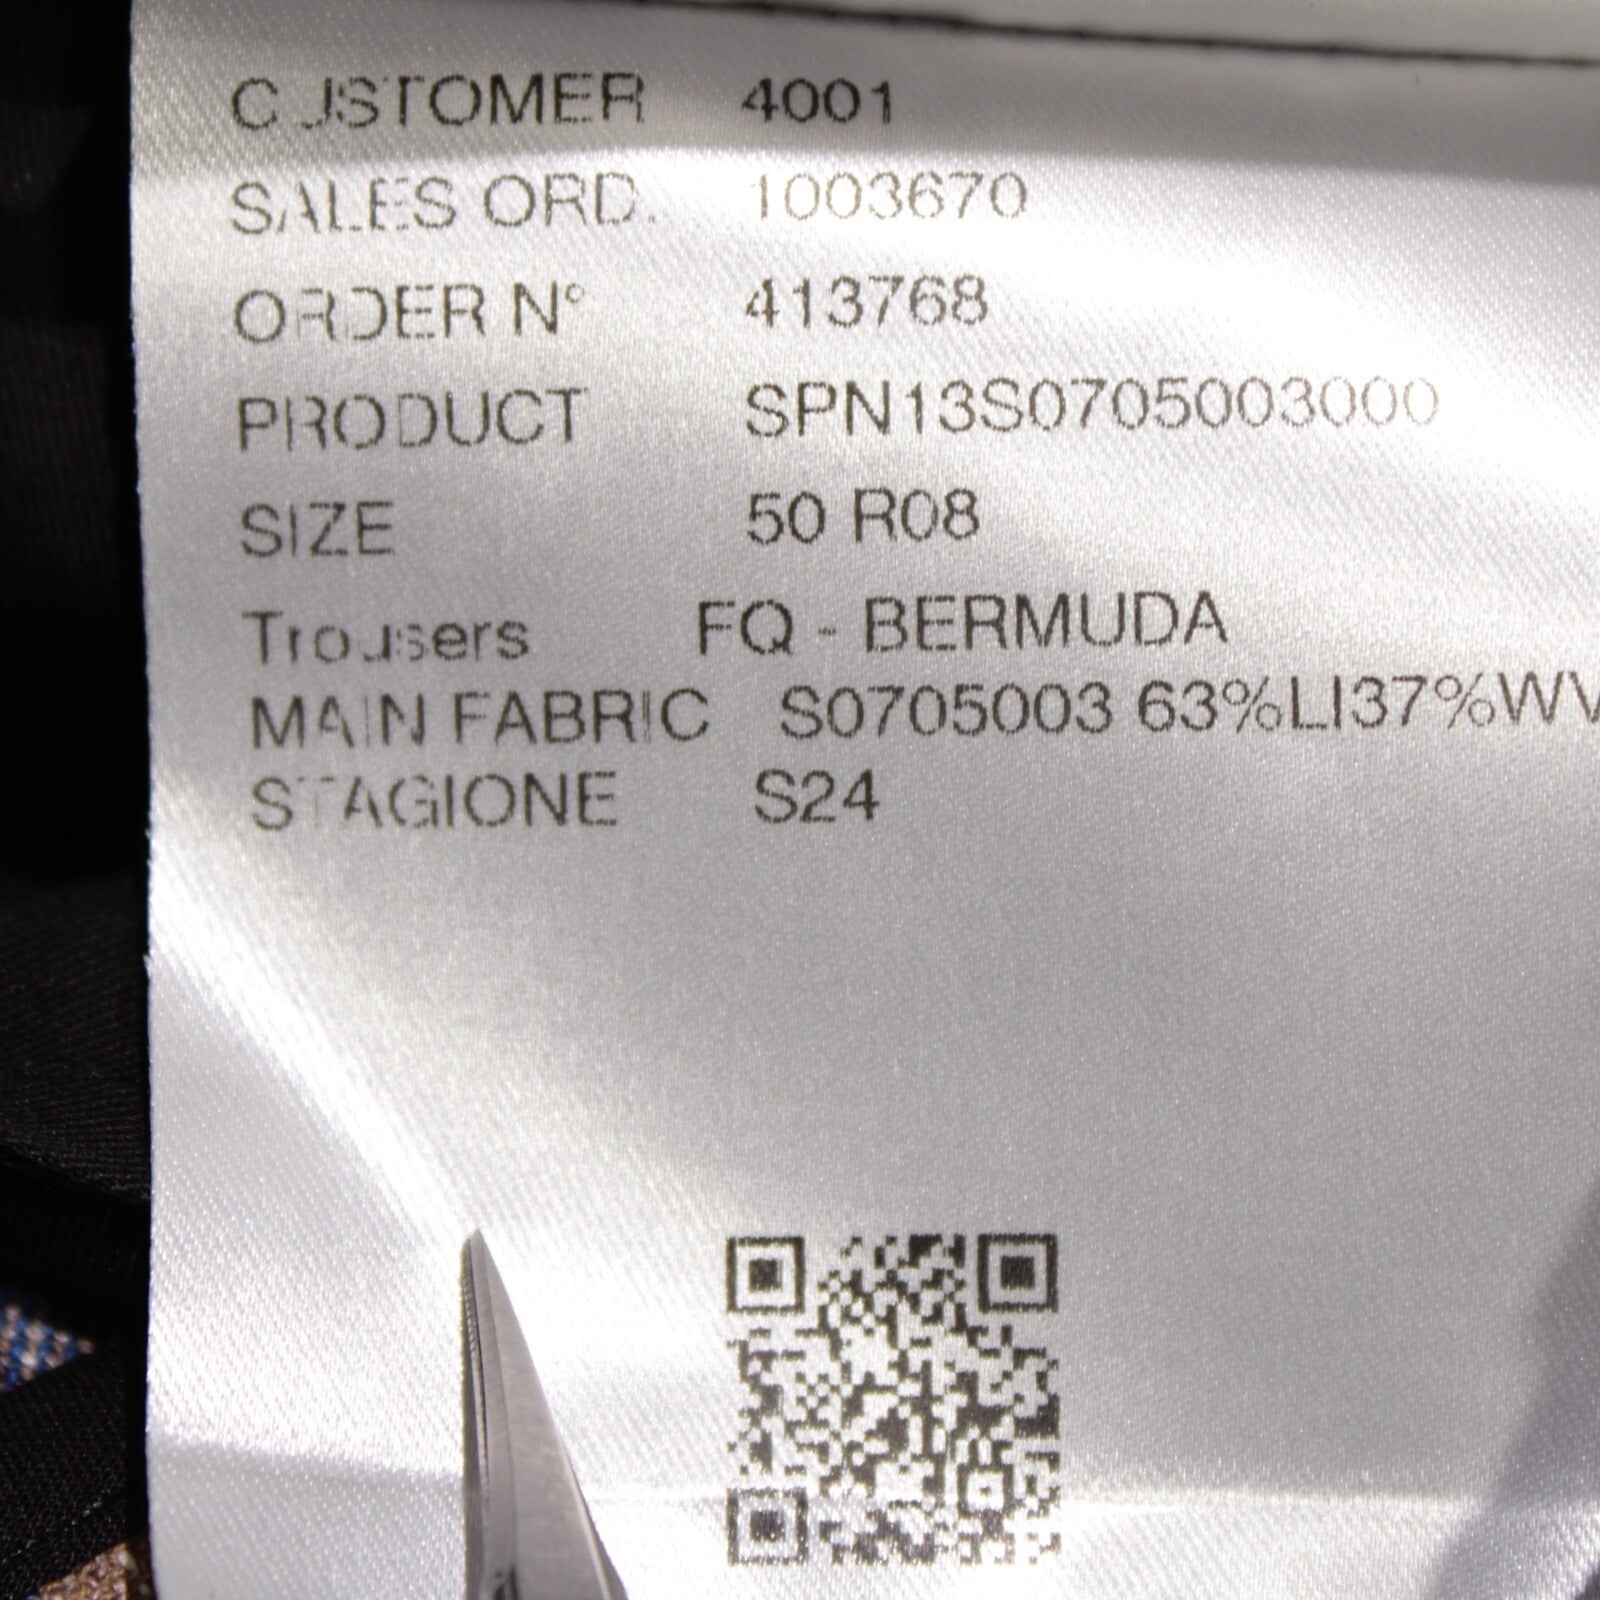 CUSTOMER 4001
SALES ORD. 1003670
ORDER N° 413768
PRODUCT SPN13S0705003000
SIZE 50 R08
Trousers FQ - BERMUDA
MAIN FABRIC S0705003 63%LI37%WV
STAGIONE S24